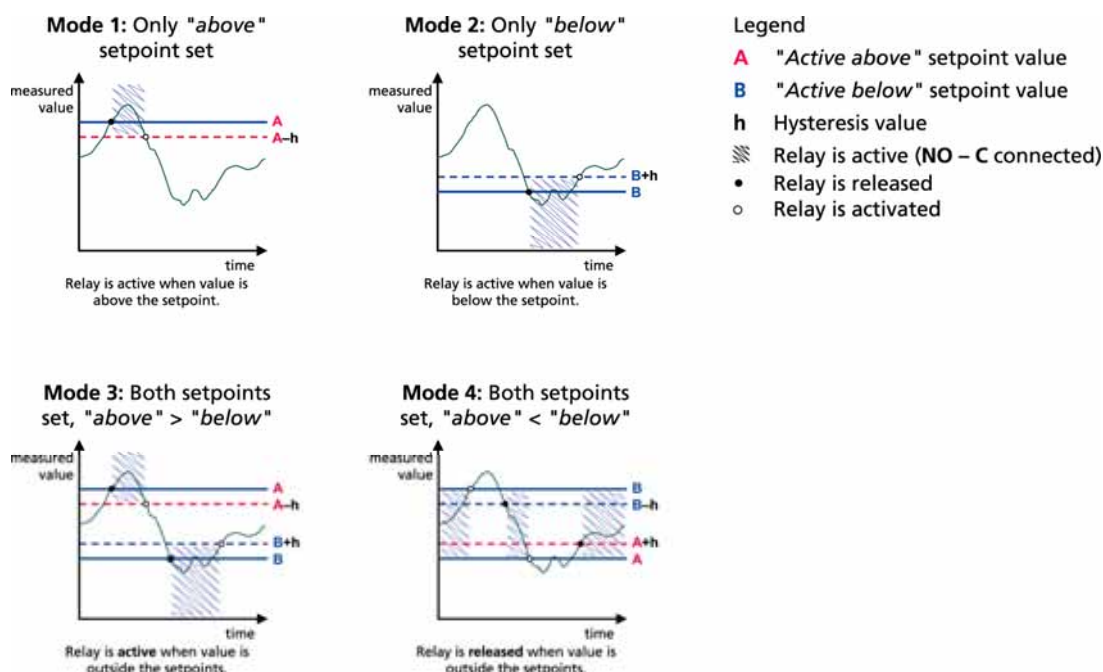 Mode 1: Only "above"
setpoint set
measured
value
A
A–h
time
Relay is active when value is
above the setpoint.
Mode 2: Only "below"
setpoint set
measured
value
B+h
B
time
Relay is active when value is
below the setpoint.
Legend
A "Active above" setpoint value
B "Active below" setpoint value
h Hysteresis value
Relay is active (NO – C connected)
Relay is released
Relay is activated
Mode 3: Both setpoints
set, "above" > "below"
measured
value
A
A–h
B+h
B
time
Relay is active when value is
outside the setpoints.
Mode 4: Both setpoints
set, "above" < "below"
measured
value
B
B–h
A+h
A
time
Relay is released when value is
outside the setpoints.